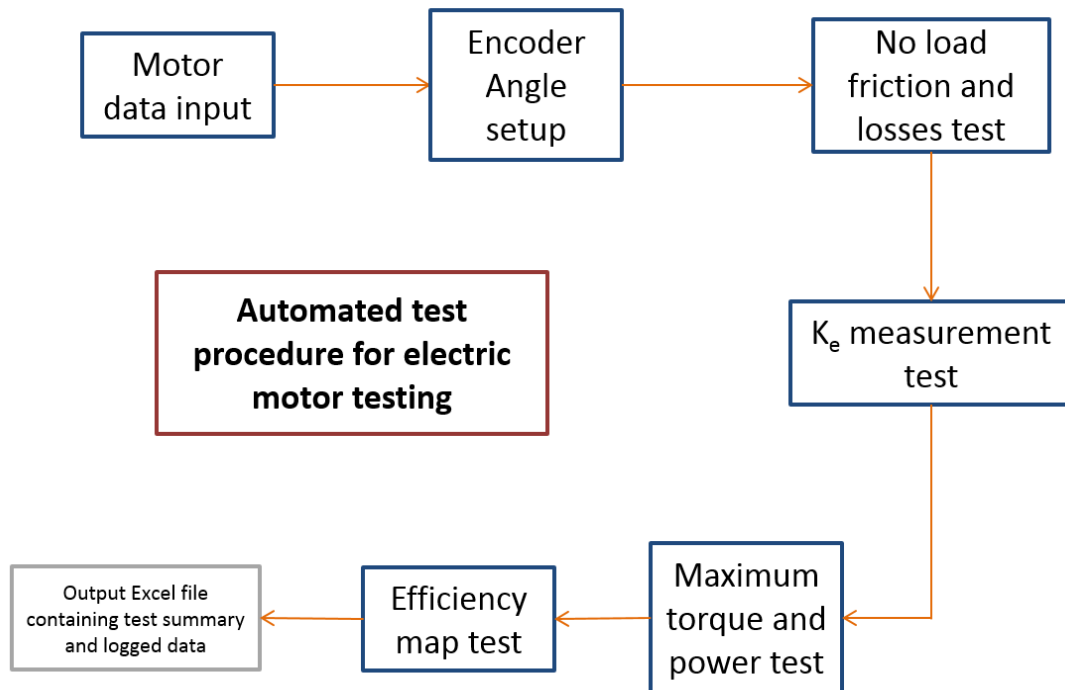 Motor
data input
Encoder
Angle
setup
No load
friction and
losses test
Automated test
procedure for electric
motor testing
Kₑ measurement
test
Maximum
torque and
power test
Efficiency
map test
Output Excel file
containing test summary
and logged data